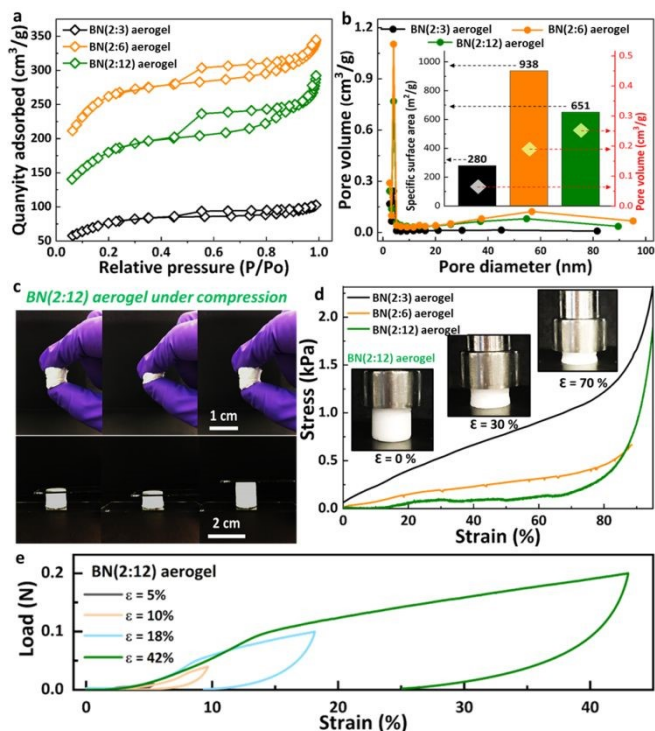 a
BN(2:3) aerogel
BN(2:6) aerogel
BN(2:12) aerogel
Quanyity adsorbed (cm³/g)
350
300
250
200
150
100
50
0.0 0.2 0.4 0.6 0.8 1.0
Relative pressure (P/Po)
b
BN(2:3) aerogel
BN(2:6) aerogel
BN(2:12) aerogel
Pore volume (cm³/g)
1.2
0.9
0.6
0.3
0.0
0 20 40 60 80 100
Pore diameter (nm)
Specific surface area (m²/g)
1000
800
600
400
200
0
280
938
651
0.5
0.4
0.3
0.2
0.1
0.0
Pore volume (cm³/g)
c
BN(2:12) aerogel under compression
1 cm
2 cm
d
BN(2:3) aerogel
BN(2:6) aerogel
BN(2:12) aerogel
BN(2:12) aerogel
Ɛ = 0 %
Ɛ = 30 %
Ɛ = 70 %
Stress (kPa)
2.0
1.5
1.0
0.5
0.0
0 20 40 60 80
Strain (%)
e
BN(2:12) aerogel
ε = 5%
ε = 10%
ε = 18%
ε = 42%
Load (N)
0.2
0.1
0.0
0 10 20 30 40
Strain (%)